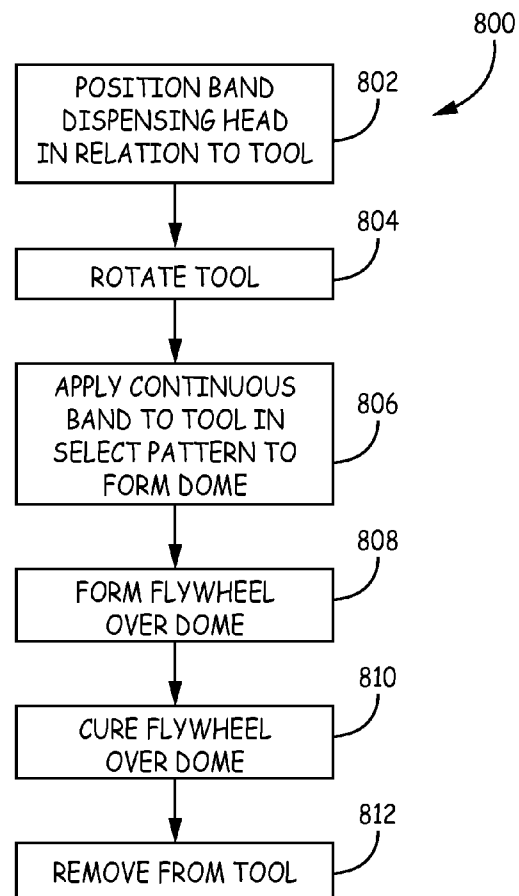 800
POSITION BAND
DISPENSING HEAD
IN RELATION TO TOOL
802
ROTATE TOOL
804
APPLY CONTINUOUS
BAND TO TOOL IN
SELECT PATTERN TO
FORM DOME
806
FORM FLYWHEEL
OVER DOME
808
CURE FLYWHEEL
OVER DOME
810
REMOVE FROM TOOL
812